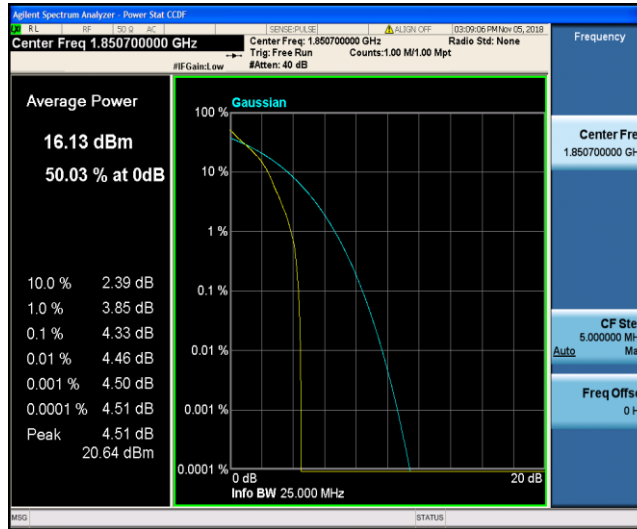 Agilent Spectrum Analyzer - Power Stat CCDF
RL RF 50 Ω AC SENSE:PULSE ALIGN OFF 03:09:06 PM Nov 05, 2018
Center Freq 1.850700000 GHz
Center Freq: 1.850700000 GHz Radio Std: None
Trig: Free Run Counts:1.00 M/1.00 Mpt
#IFGain:Low #Atten: 40 dB
Frequency
Average Power
16.13 dBm
50.03 % at 0dB
10.0 % 2.39 dB
1.0 % 3.85 dB
0.1 % 4.33 dB
0.01 % 4.46 dB
0.001 % 4.50 dB
0.0001 % 4.51 dB
Peak 4.51 dB
20.64 dBm
Gaussian
100 %
10 %
1 %
0.1 %
0.01 %
0.001 %
0.0001 %
0 dB 20 dB
Info BW 25.000 MHz
Center Fre
1.850700000 GH
CF Ste
5.000000 MH
Auto Ma
Freq Offse
0 H
MSG STATUS